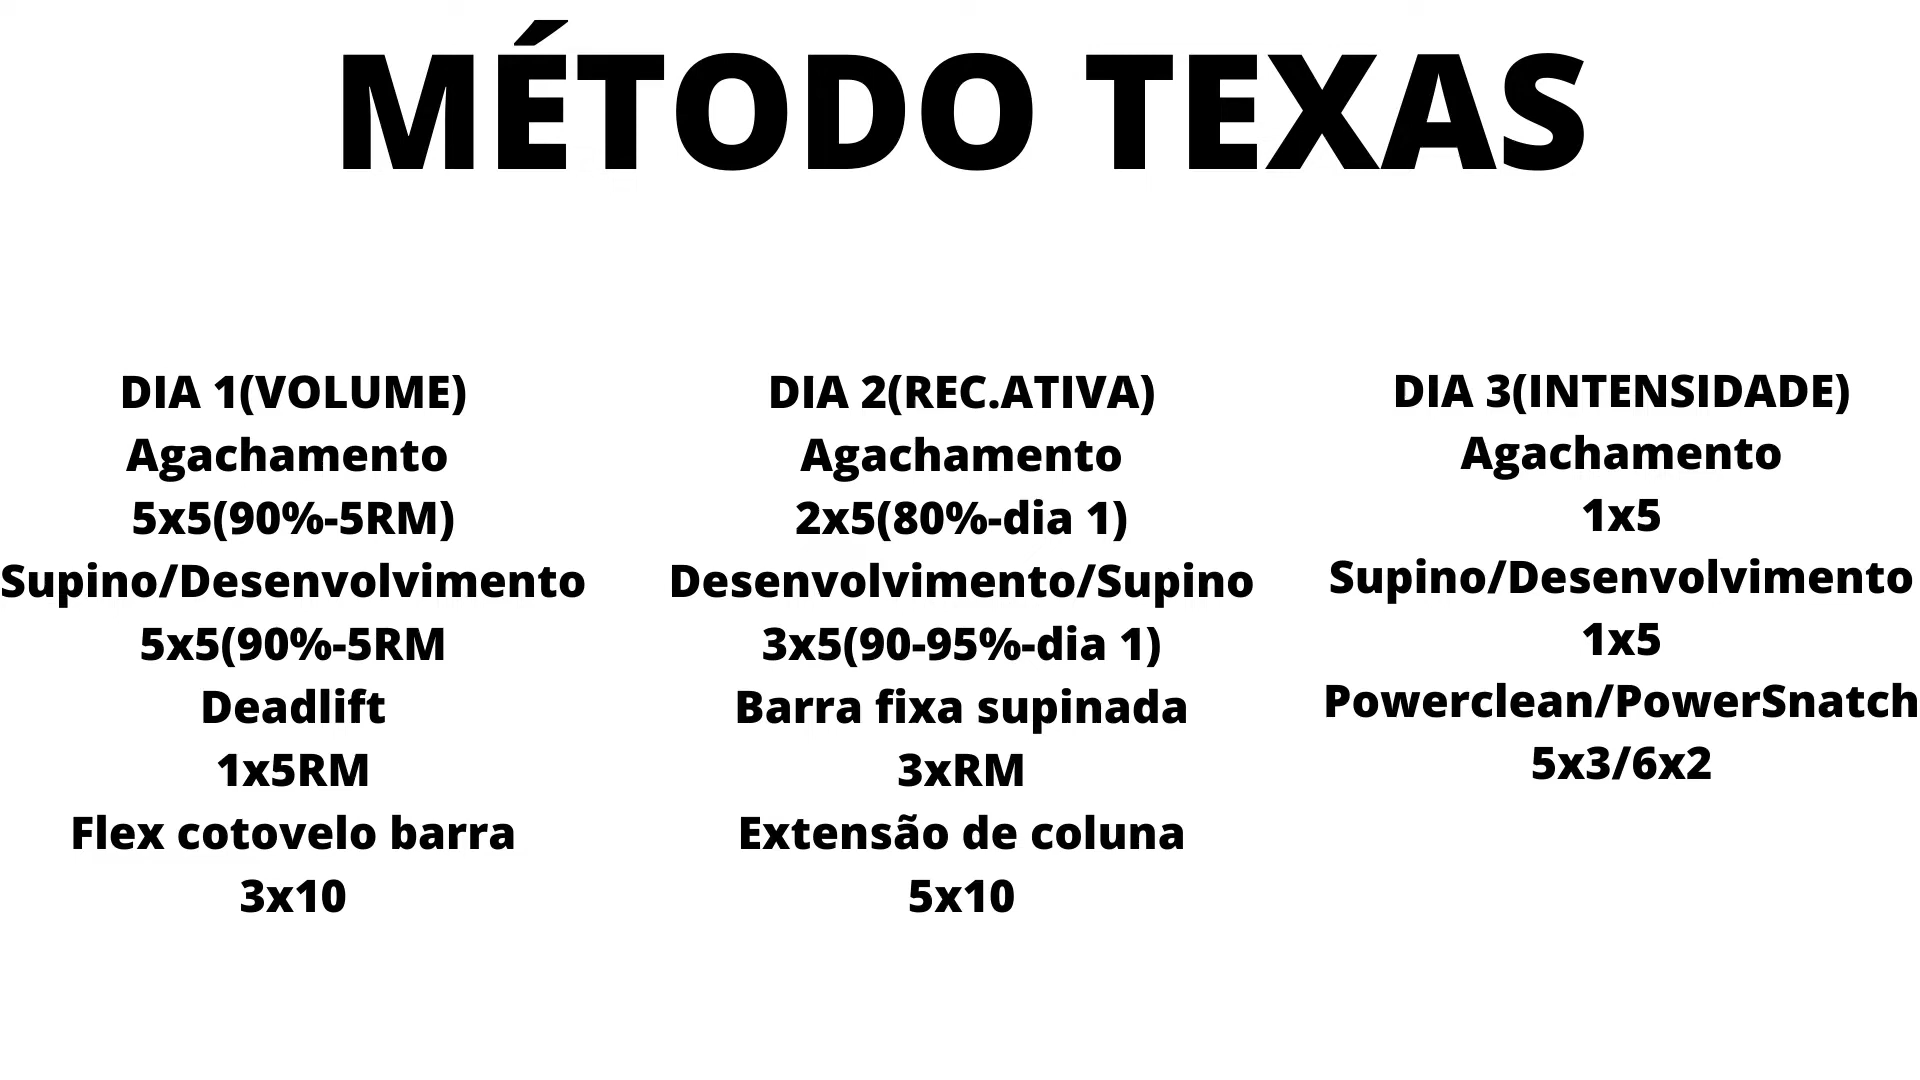 MÉTODO TEXAS
DIA 1(VOLUME)
Agachamento
5x5(90%-5RM)
Supino/Desenvolvimento
5x5(90%-5RM
Deadlift
1x5RM
Flex cotovelo barra
3x10
DIA 2(REC.ATIVA)
Agachamento
2x5(80%-dia 1)
Desenvolvimento/Supino
3x5(90-95%-dia 1)
Barra fixa supinada
3xRM
Extensão de coluna
5x10
DIA 3(INTENSIDADE)
Agachamento
1x5
Supino/Desenvolvimento
1x5
Powerclean/PowerSnatch
5x3/6x2